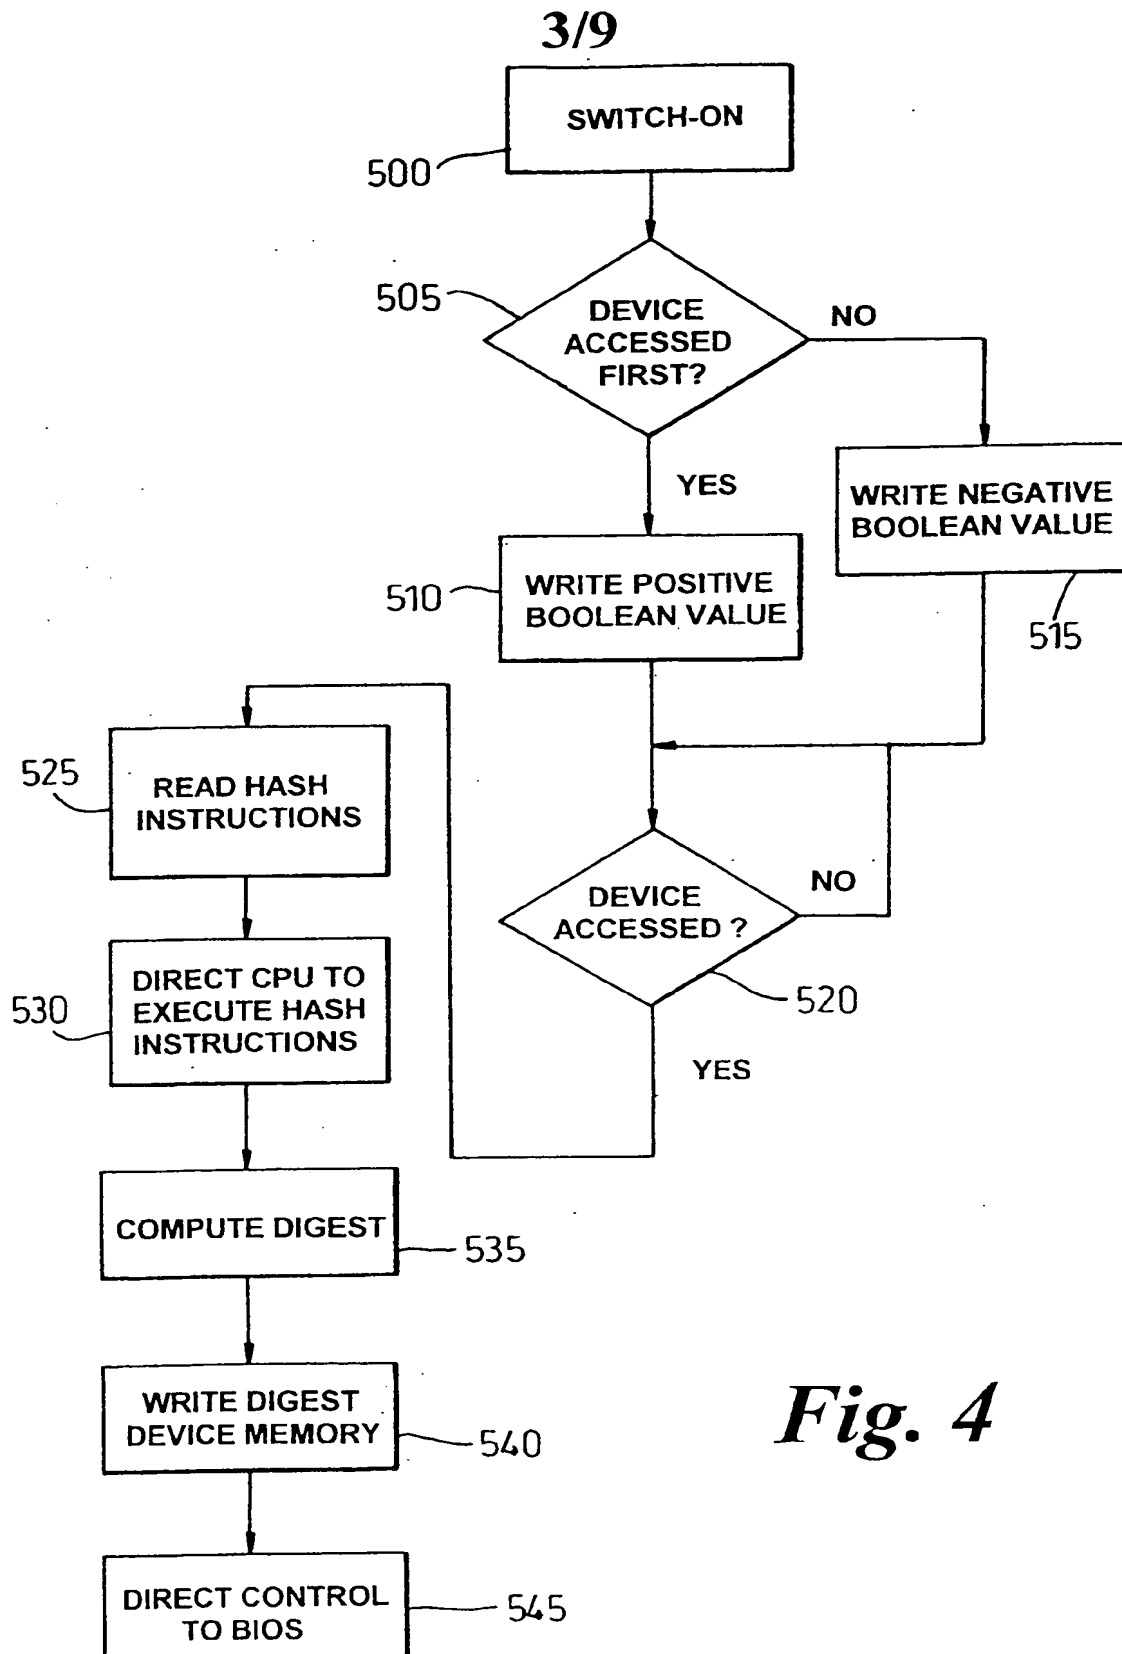 3/9
SWITCH-ON
500
505
DEVICE
ACCESSED
FIRST?
NO
YES
WRITE NEGATIVE
BOOLEAN VALUE
515
510
WRITE POSITIVE
BOOLEAN VALUE
525
READ HASH
INSTRUCTIONS
DEVICE
ACCESSED ?
NO
520
YES
530
DIRECT CPU TO
EXECUTE HASH
INSTRUCTIONS
COMPUTE DIGEST
535
WRITE DIGEST
DEVICE MEMORY
540
Fig. 4
DIRECT CONTROL
TO BIOS
545